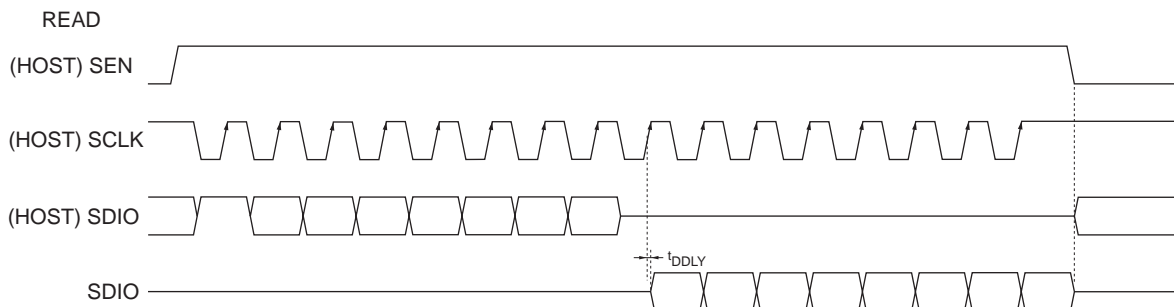 READ
(HOST) SEN
(HOST) SCLK
(HOST) SDIO
tDDLY
SDIO